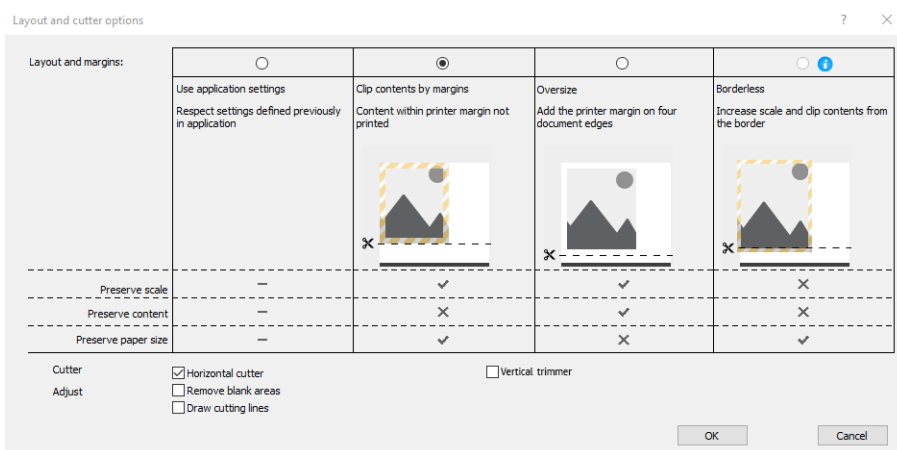 Layout and cutter options
?
Layout and margins:
i
Use application settings
Respect settings defined previously
in application
Clip contents by margins
Content within printer margin not
printed
Oversize
Add the printer margin on four
document edges
Borderless
Increase scale and clip contents from
the border
Preserve scale
Preserve content
Preserve paper size
Cutter
Horizontal cutter
Vertical trimmer
Adjust
Remove blank areas
Draw cutting lines
OK
Cancel